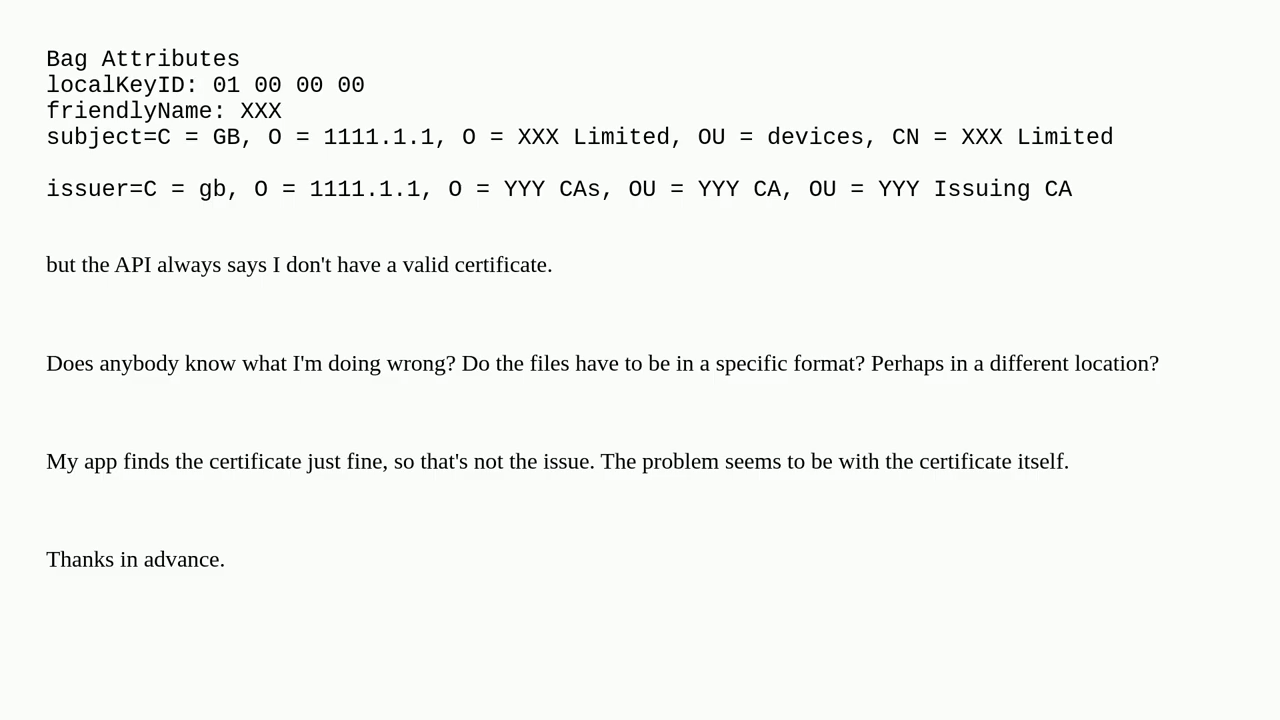 Bag Attributes
localKeyID: 01 00 00 00
friendlyName: XXX
subject=C = GB, O = 1111.1.1, O = XXX Limited, OU = devices, CN = XXX Limited
issuer=C = gb, O = 1111.1.1, O = YYY CAs, OU = YYY CA, OU = YYY Issuing CA
but the API always says I don't have a valid certificate.
Does anybody know what I'm doing wrong? Do the files have to be in a specific format? Perhaps in a different location?
My app finds the certificate just fine, so that's not the issue. The problem seems to be with the certificate itself.
Thanks in advance.